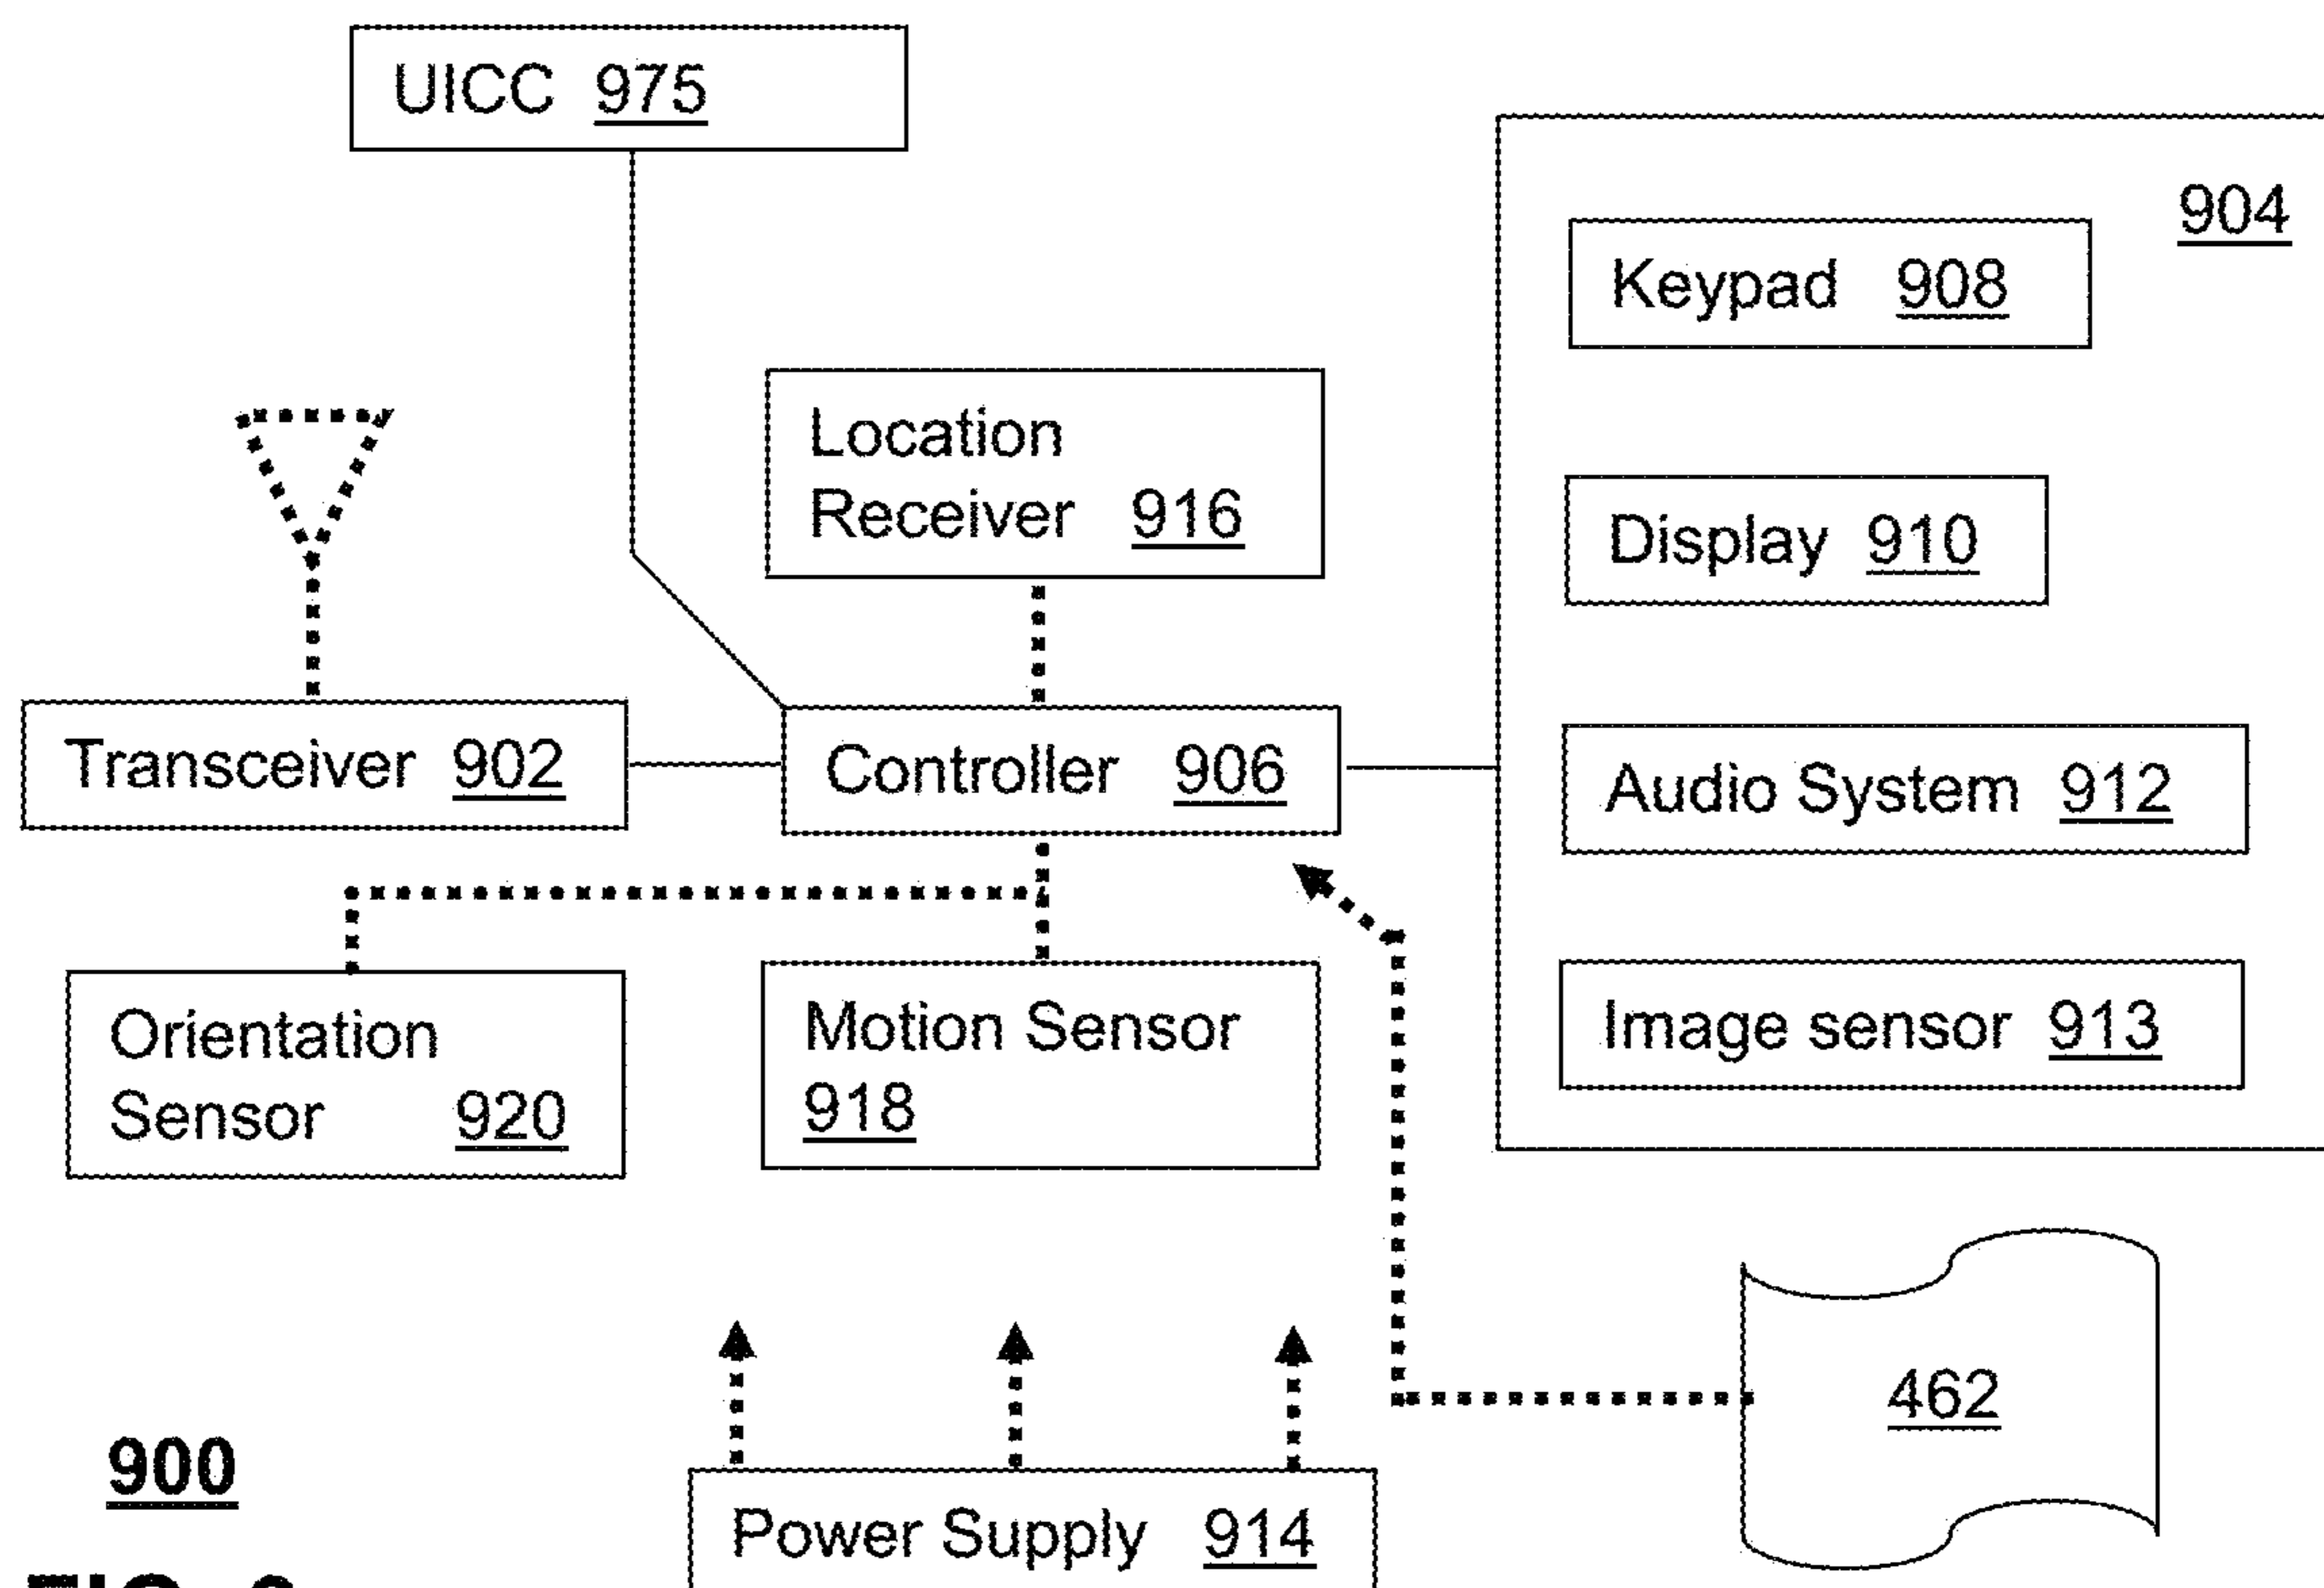 UICC 975
904
Keypad 908
Location
Receiver 916
Display 910
Transceiver 902
Controller 906
Audio System 912
Orientation
Sensor 920
Motion Sensor
918
Image sensor 913
462
900
Power Supply 914